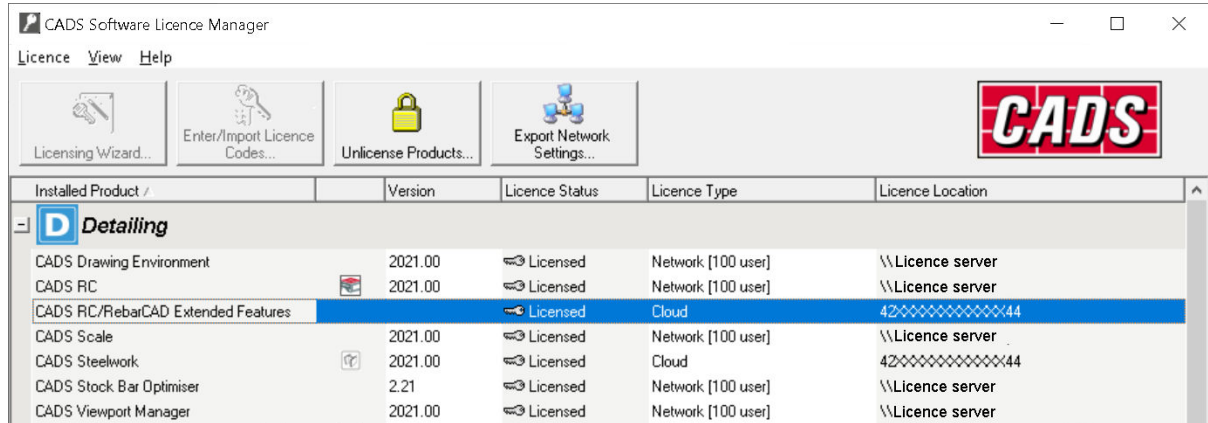 CADS Software Licence Manager
Licence View Help
Licensing Wizard...
Enter/Import Licence
Codes...
Unlicense Products...
Export Network
Settings...
CADS
Installed Product Version Licence Status Licence Type Licence Location
D Detailing
CADS Drawing Environment 2021.00 Licensed Network [100 user] \\Licence server
CADS RC 2021.00 Licensed Network [100 user] \\Licence server
CADS RC/RebarCAD Extended Features Licensed Cloud 42XXXXXXXXXXXX44
CADS Scale 2021.00 Licensed Network [100 user] \\Licence server
CADS Steelwork 2021.00 Licensed Cloud 42XXXXXXXXXXXX44
CADS Stock Bar Optimiser 2.21 Licensed Network [100 user] \\Licence server
CADS Viewport Manager 2021.00 Licensed Network [100 user] \\Licence server